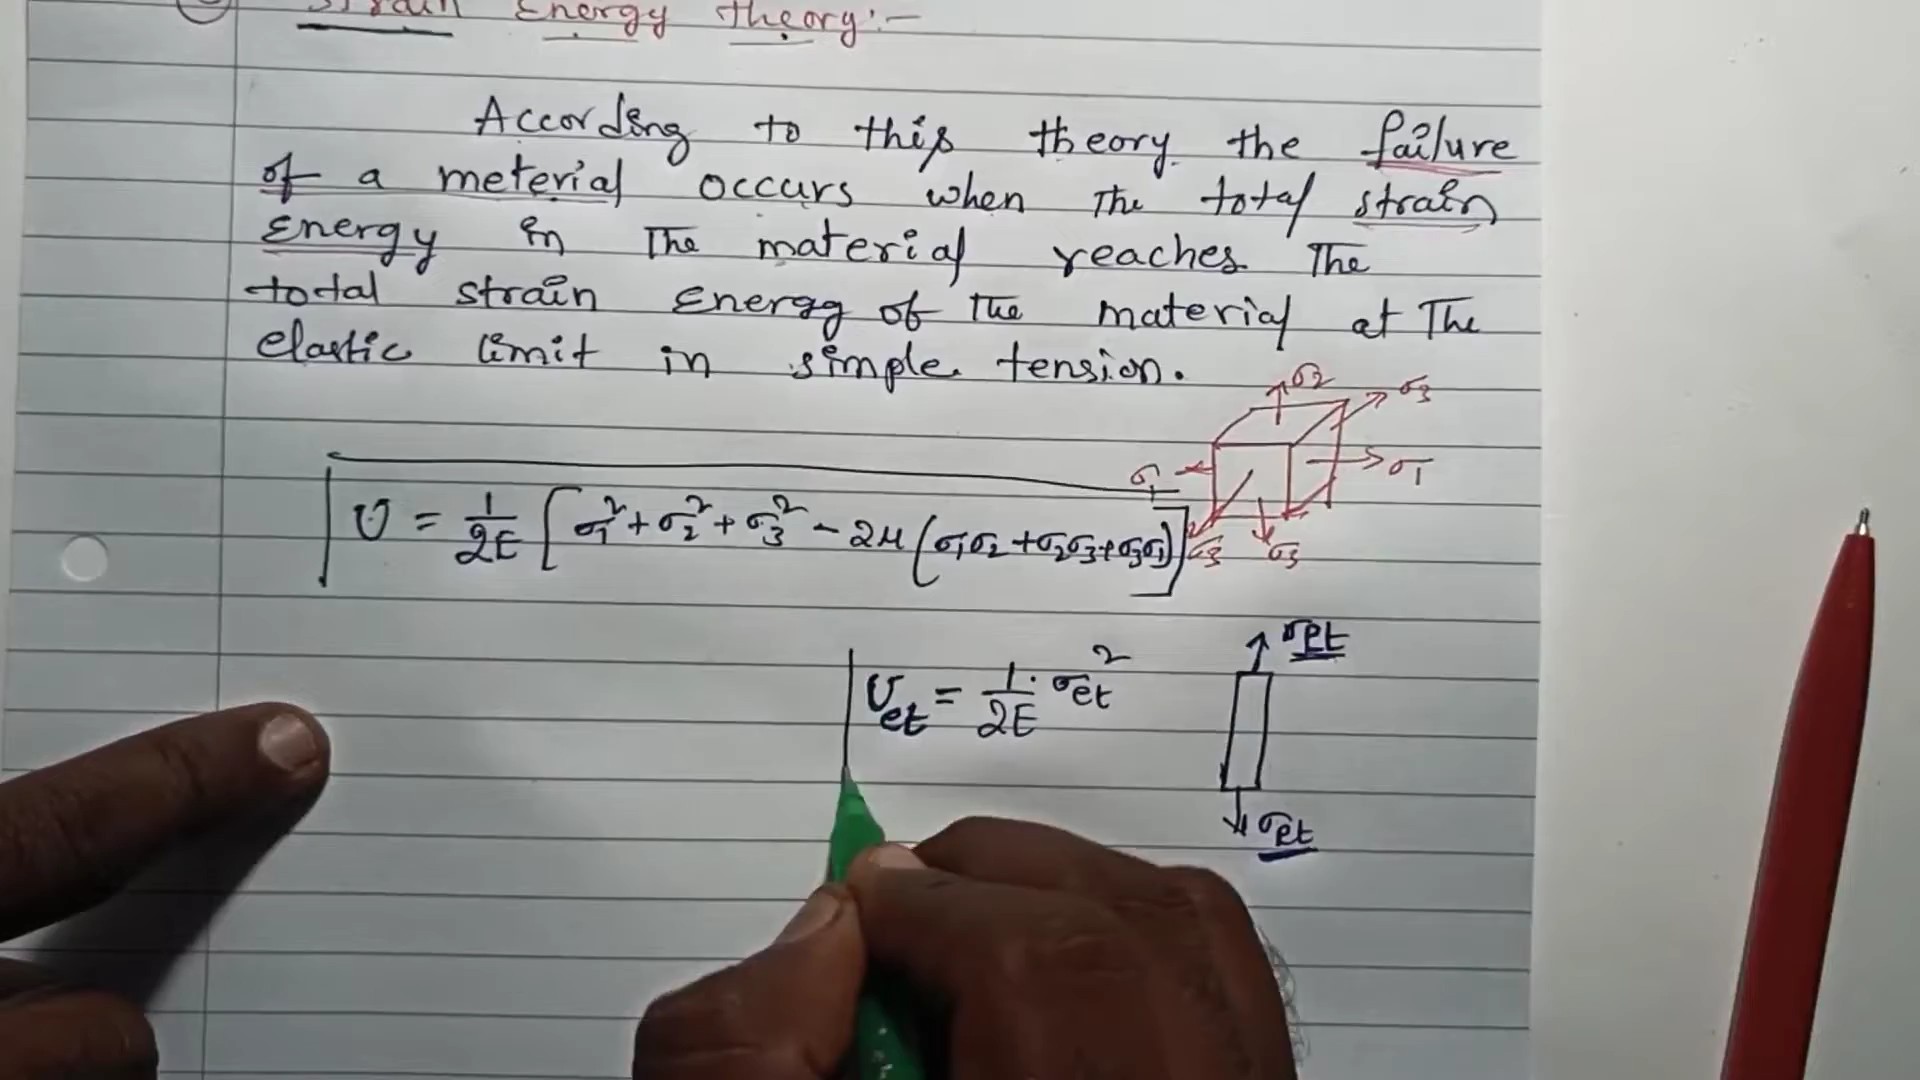 Strain Energy theory:-
According to this theory the failure
of a meterial occurs when The total strain
Energy in The material reaches The
total strain Energy of The material at The
elastic limit in simple tension.
σ2 σ3
σ1 σ1
U = 1/2E [σ1² + σ2² + σ3² - 2μ (σ1σ2 + σ2σ3 + σ3σ1)]
σ3 σ3
Uet = 1/2E · σet²
σet
σet